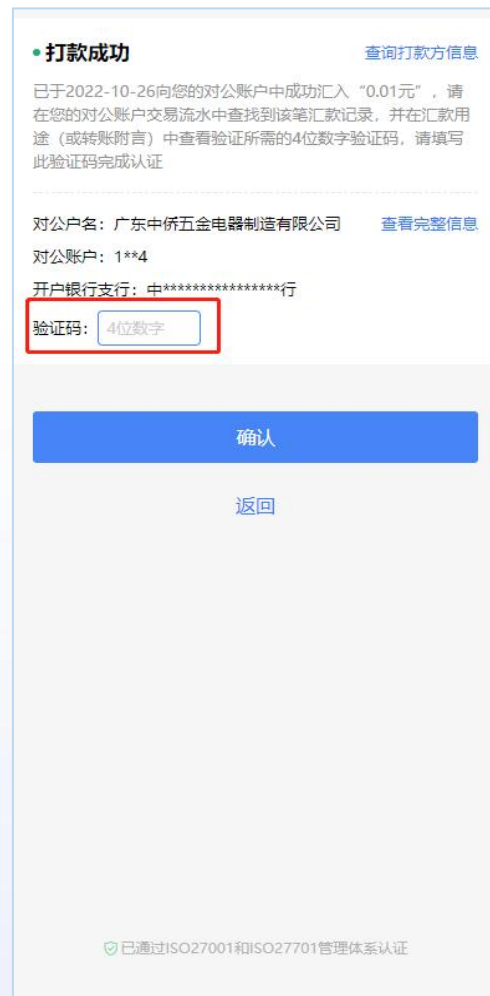 •打款成功 查询打款方信息
已于2022-10-26向您的对公账户中成功汇入“0.01元”，请
在您的对公账户交易流水中查找到该笔汇款记录，并在汇款用
途（或转账附言）中查看验证所需的4位数字验证码，请填写
此验证码完成认证
对公户名：广东中侨五金电器制造有限公司 查看完整信息
对公账户：1**4
开户银行支行：中****************行
验证码：4位数字
确认
返回
已通过ISO27001和ISO27701管理体系认证